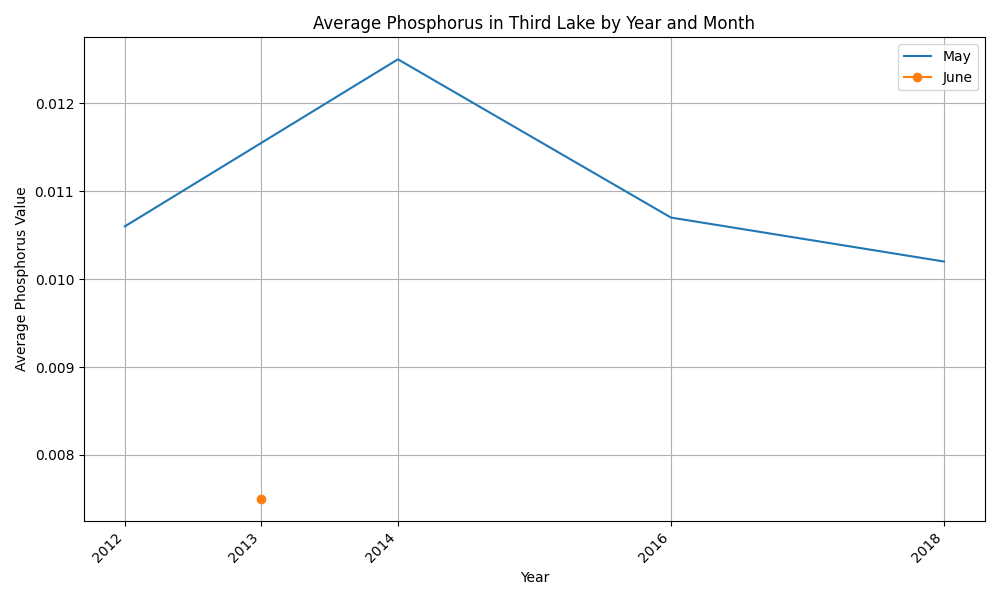 Average Phosphorus in Third Lake by Year and Month
May
June
0.012
0.011
0.010
0.009
0.008
Average Phosphorus Value
2012
2013
2014
2016
2018
Year